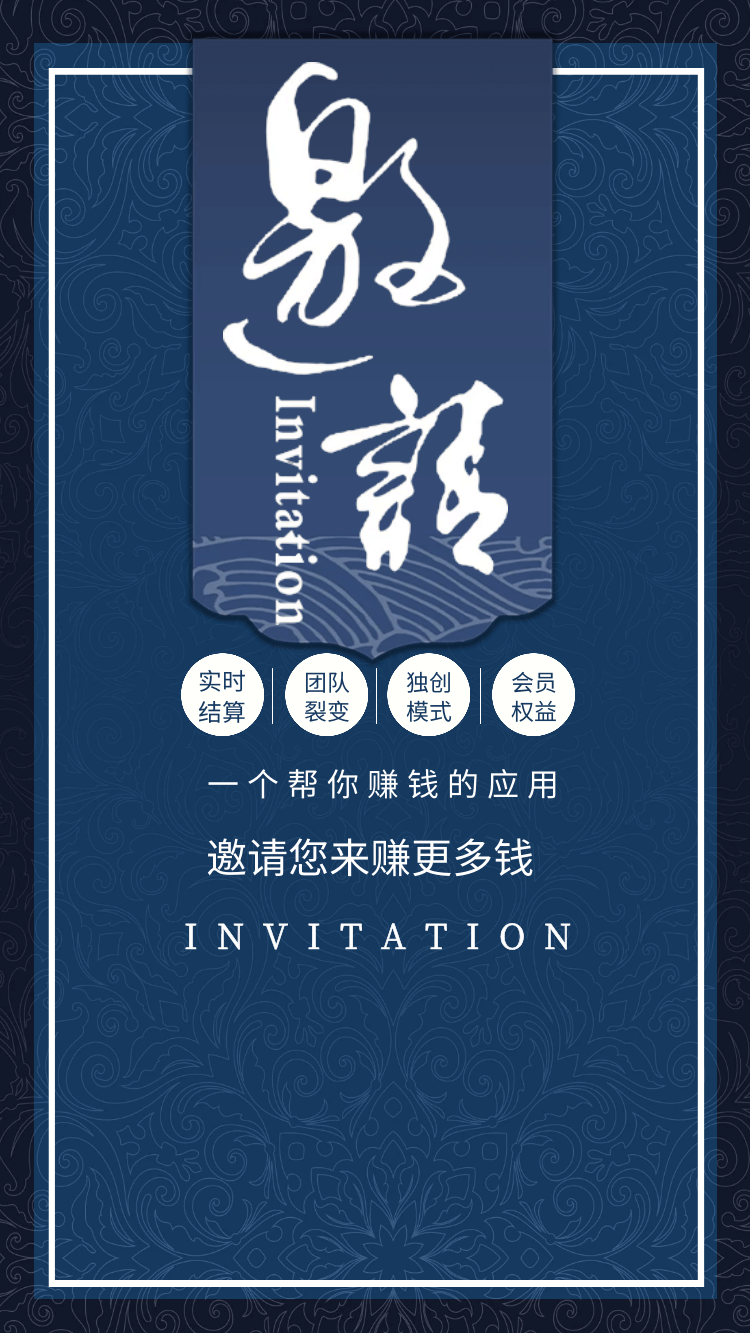 邀
請
Invitation
实时
结算
团队
裂变
独创
模式
会员
权益
一个帮你赚钱的应用
邀请您来赚更多钱
INVITATION